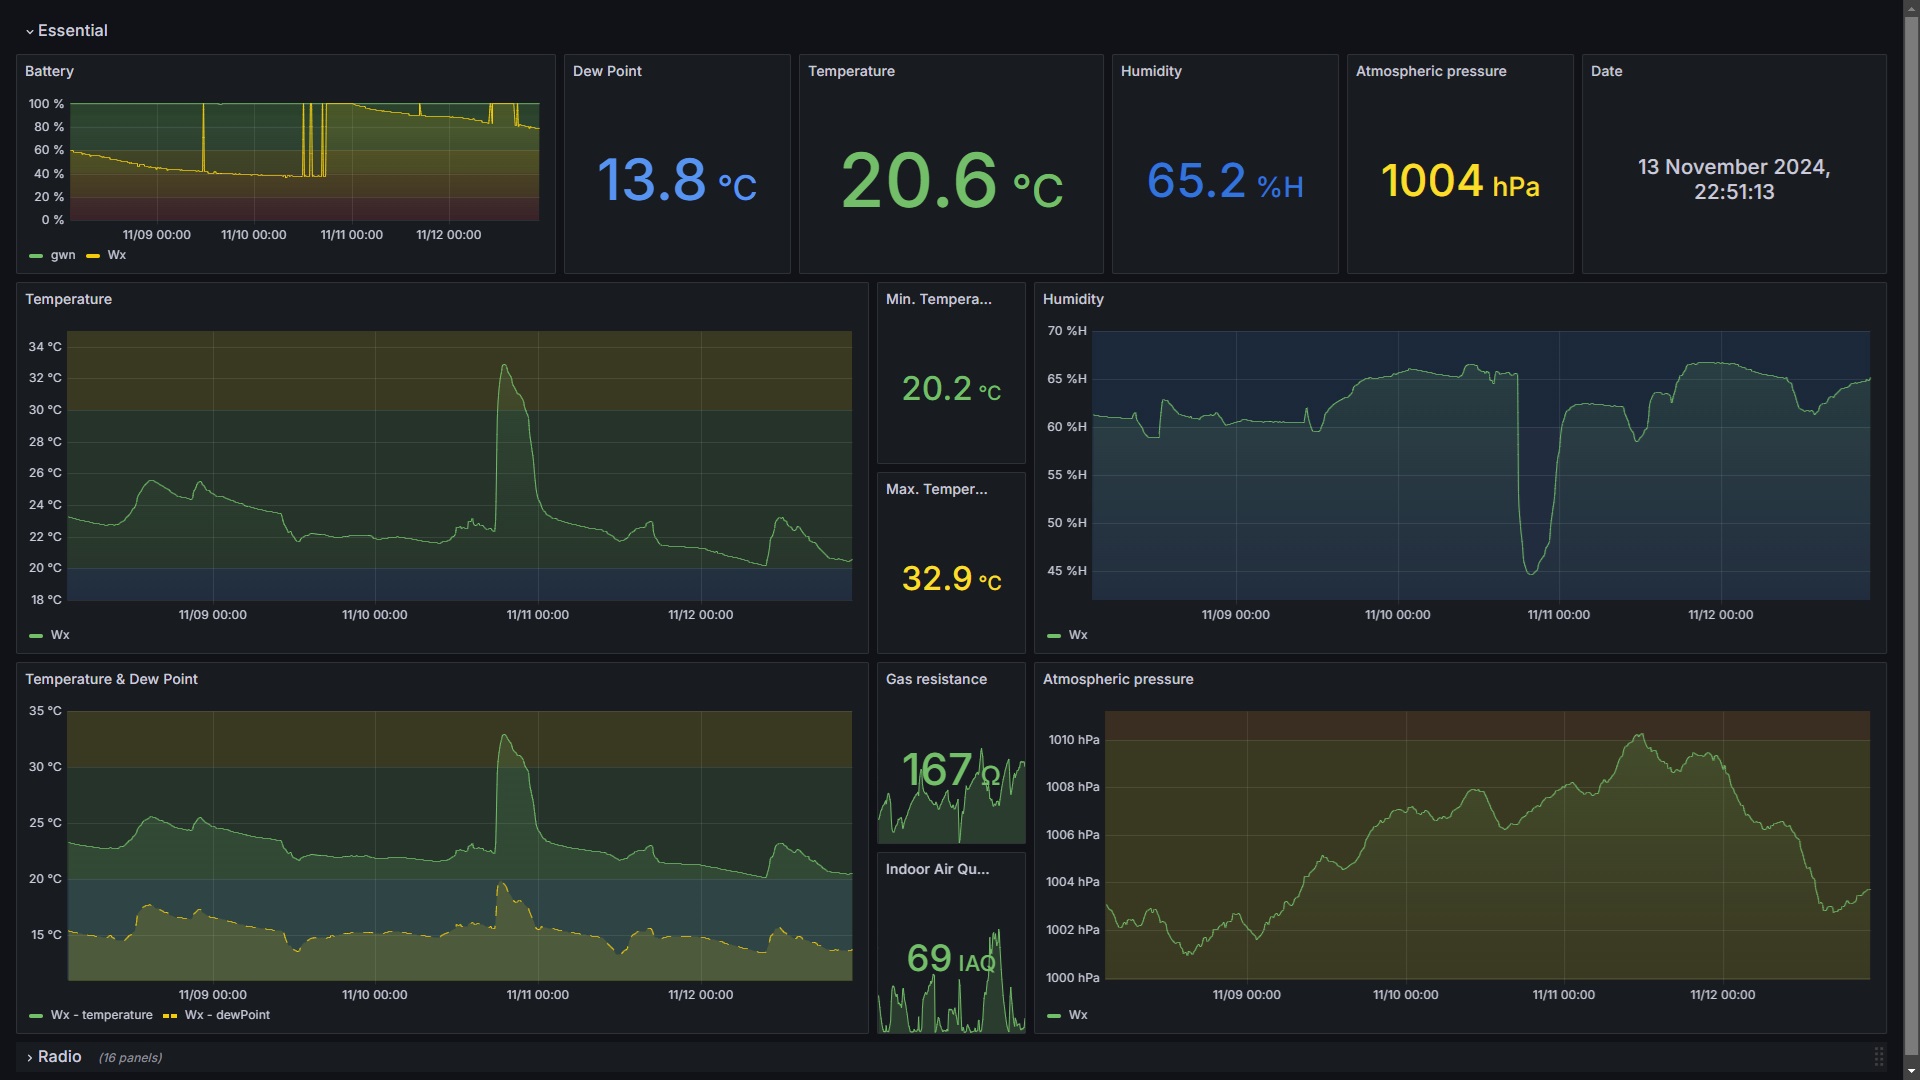 Essential
Battery
100 %
80 %
60 %
40 %
20 %
0 %
11/09 00:00 11/10 00:00 11/11 00:00 11/12 00:00
gwn Wx
Dew Point
13.8 °C
Temperature
20.6 °C
Humidity
65.2 %H
Atmospheric pressure
1004 hPa
Date
13 November 2024,
22:51:13
Temperature
34 °C
32 °C
30 °C
28 °C
26 °C
24 °C
22 °C
20 °C
18 °C
11/09 00:00 11/10 00:00 11/11 00:00 11/12 00:00
Wx
Min. Tempera...
20.2 °C
Max. Temper...
32.9 °C
Humidity
70 %H
65 %H
60 %H
55 %H
50 %H
45 %H
11/09 00:00 11/10 00:00 11/11 00:00 11/12 00:00
Wx
Temperature & Dew Point
35 °C
30 °C
25 °C
20 °C
15 °C
11/09 00:00 11/10 00:00 11/11 00:00 11/12 00:00
Wx - temperature Wx - dewPoint
Gas resistance
167 Ω
Indoor Air Qu...
69 IAQ
Atmospheric pressure
1010 hPa
1008 hPa
1006 hPa
1004 hPa
1002 hPa
1000 hPa
11/09 00:00 11/10 00:00 11/11 00:00 11/12 00:00
Wx
Radio (16 panels)